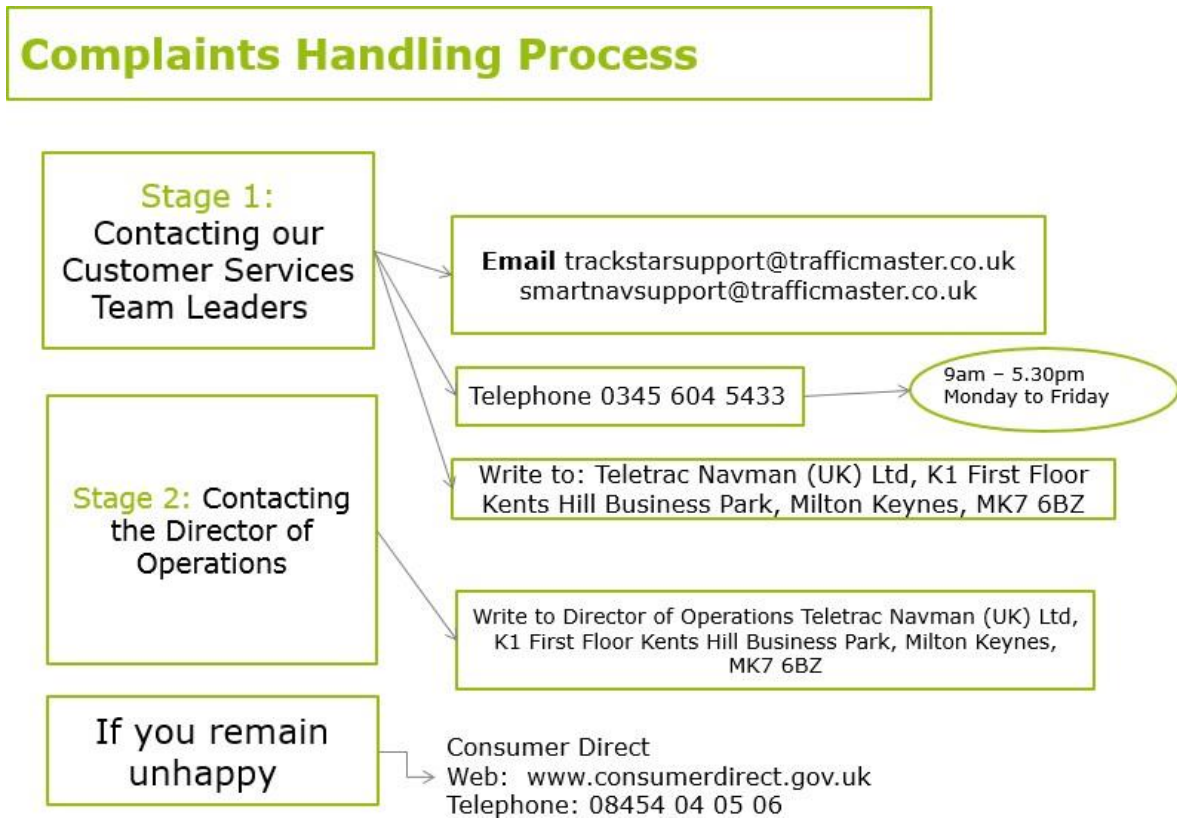 Complaints Handling Process
Stage 1:
Contacting our
Customer Services
Team Leaders
Email trackstarsupport@trafficmaster.co.uk
smartnavsupport@trafficmaster.co.uk
Telephone 0345 604 5433
9am – 5.30pm
Monday to Friday
Write to: Teletrac Navman (UK) Ltd, K1 First Floor
Kents Hill Business Park, Milton Keynes, MK7 6BZ
Stage 2: Contacting
the Director of
Operations
Write to Director of Operations Teletrac Navman (UK) Ltd,
K1 First Floor Kents Hill Business Park, Milton Keynes,
MK7 6BZ
If you remain
unhappy
Consumer Direct
Web: www.consumerdirect.gov.uk
Telephone: 08454 04 05 06